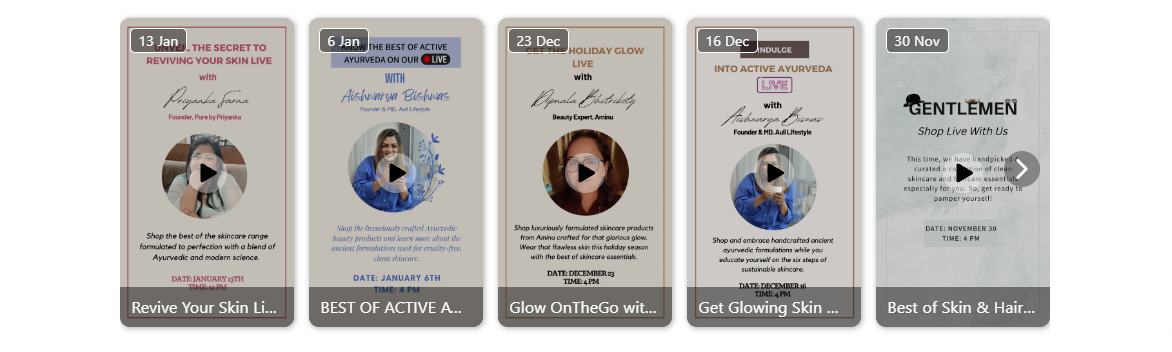 13 Jan
UNVEIL THE SECRET TO
REVIVING YOUR SKIN LIVE
with
Priyanka Sarna
Founder, Pure by Priyanka
Shop the best of the skincare range
formulated to perfection with a blend of
Ayurvedic and modern science.
DATE: JANUARY 13TH
TIME: 12 PM
Revive Your Skin Li...
6 Jan
KNOW THE BEST OF ACTIVE
AYURVEDA ON OUR LIVE
WITH
Aishwarya Biswas
Founder & MD, Auli Lifestyle
Shop the luxuriously crafted Ayurvedic
beauty products and learn more about the
ancient formulations used for cruelty-free,
clean skincare.
DATE: JANUARY 6TH
TIME: 4 PM
BEST OF ACTIVE A...
23 Dec
GET THE HOLIDAY GLOW
LIVE
with
Beauty Expert, Aminu
Shop luxuriously formulated skincare products
from Aminu crafted for that glorious glow.
Wear that flawless skin this holiday season
with the best of skincare essentials.
DATE: DECEMBER 23
TIME: 4 PM
Glow OnTheGo wit...
16 Dec
INDULGE
INTO ACTIVE AYURVEDA
LIVE
with
Aishwarya Biswas
Founder & MD, Auli Lifestyle
Shop and embrace handcrafted ancient
ayurvedic formulations while you
educate yourself on the six steps of
sustainable skincare.
DATE: DECEMBER 16
TIME: 4 PM
Get Glowing Skin ...
30 Nov
GENTLEMEN
Shop Live With Us
This time, we have handpicked &
curated a collection of clean
skincare and haircare essentials
especially for you. So, get ready to
pamper yourself!
DATE: NOVEMBER 30
TIME: 4 PM
Best of Skin & Hair...